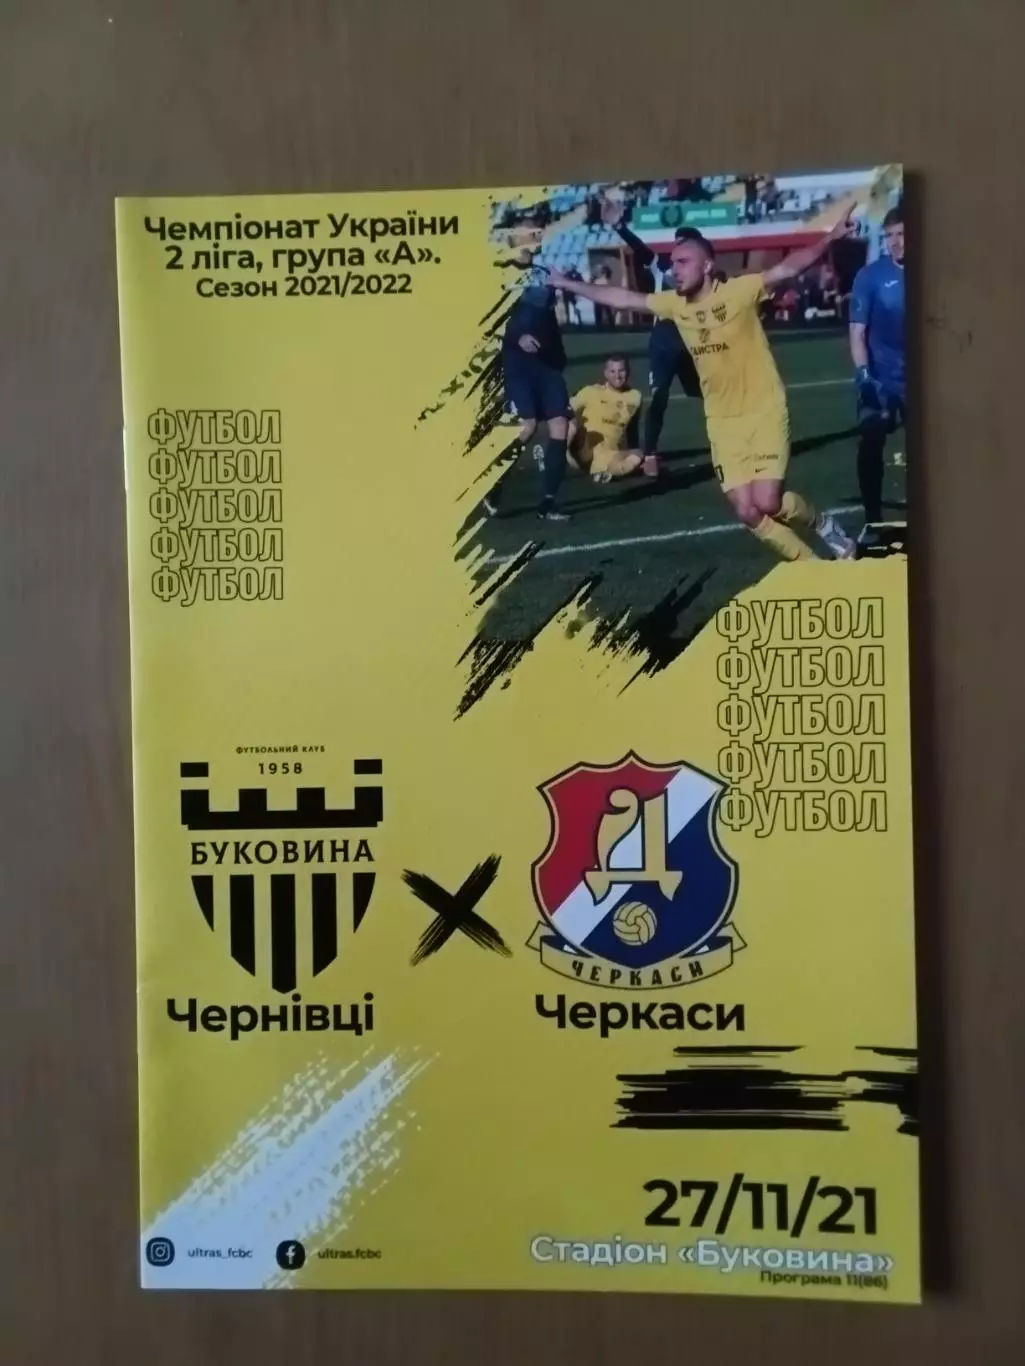 Чемпіонат України
2 ліга, група «А».
Сезон 2021/2022
ФУТБОЛ
ФУТБОЛ
ФУТБОЛ
ФУТБОЛ
ФУТБОЛ
МАЙСТРА
ФУТБОЛ
ФУТБОЛ
ФУТБОЛ
ФУТБОЛ
ФУТБОЛ
ФУТБОЛЬНИЙ КЛУБ
1958
БУКОВИНА
Чернівці
Д
ЧЕРКАСИ
Черкаси
27/11/21
Стадіон «Буковина»
Програма 11(86)
ultras_fcbc
ultras.fcbc